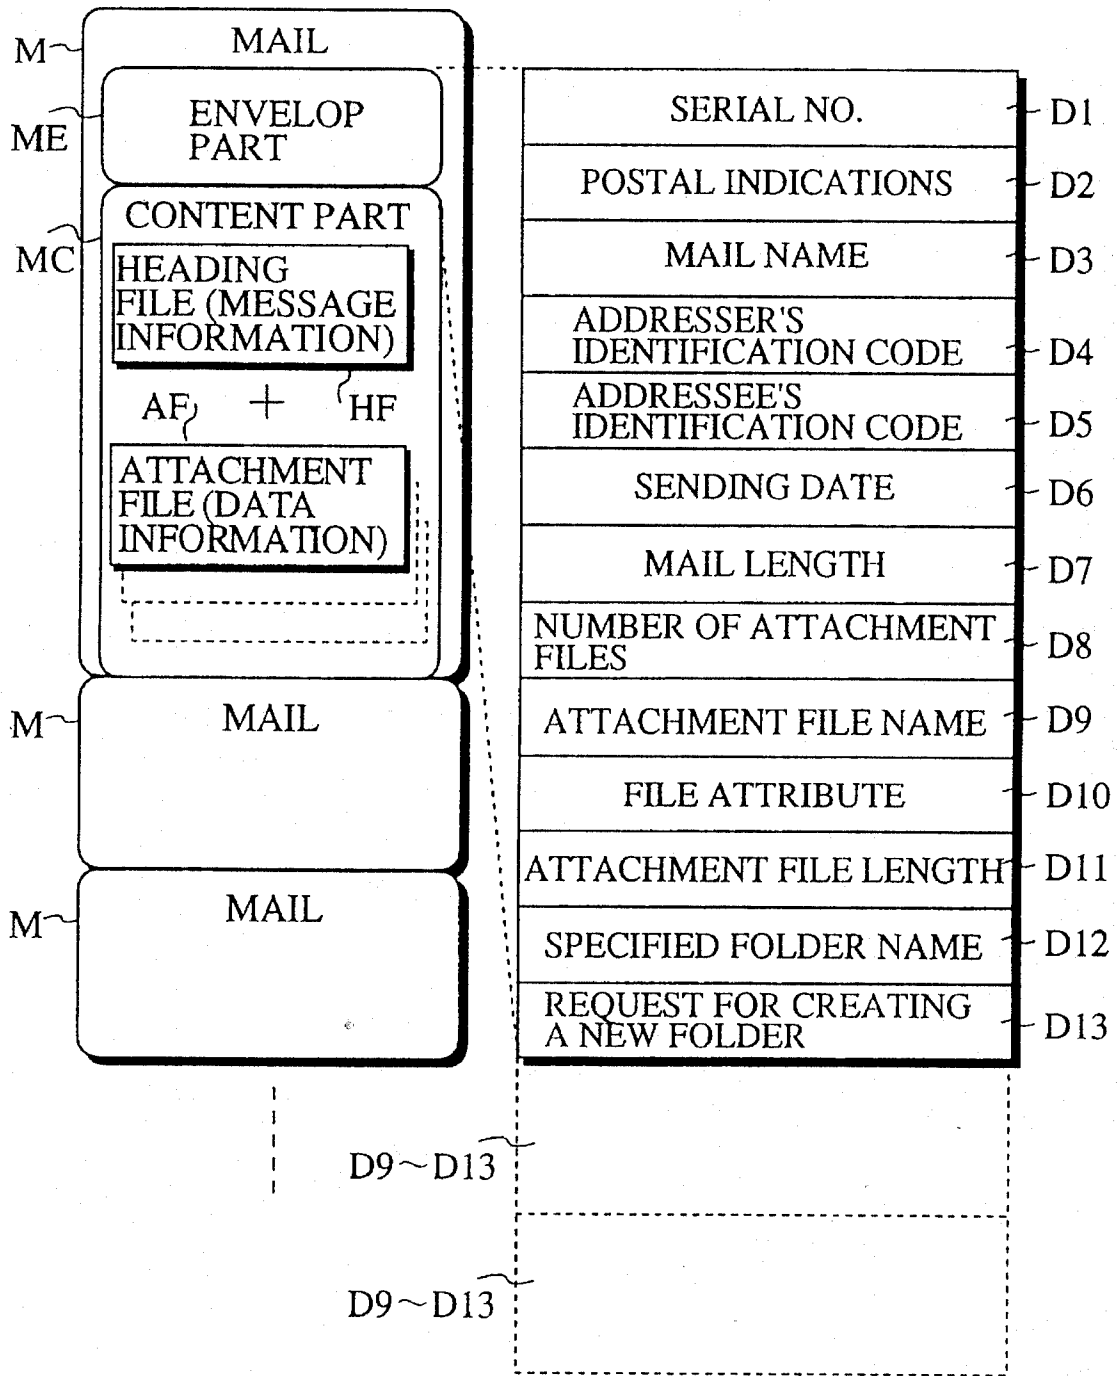 M
MAIL
ME
ENVELOP
PART
MC
CONTENT PART
HEADING
FILE (MESSAGE
INFORMATION)
AF
+
HF
ATTACHMENT
FILE (DATA
INFORMATION)
M
MAIL
M
MAIL
SERIAL NO.
D1
POSTAL INDICATIONS
D2
MAIL NAME
D3
ADDRESSER'S
IDENTIFICATION CODE
D4
ADDRESSEE'S
IDENTIFICATION CODE
D5
SENDING DATE
D6
MAIL LENGTH
D7
NUMBER OF ATTACHMENT
FILES
D8
ATTACHMENT FILE NAME
D9
FILE ATTRIBUTE
D10
ATTACHMENT FILE LENGTH
D11
SPECIFIED FOLDER NAME
D12
REQUEST FOR CREATING
A NEW FOLDER
D13
D9～D13
D9～D13